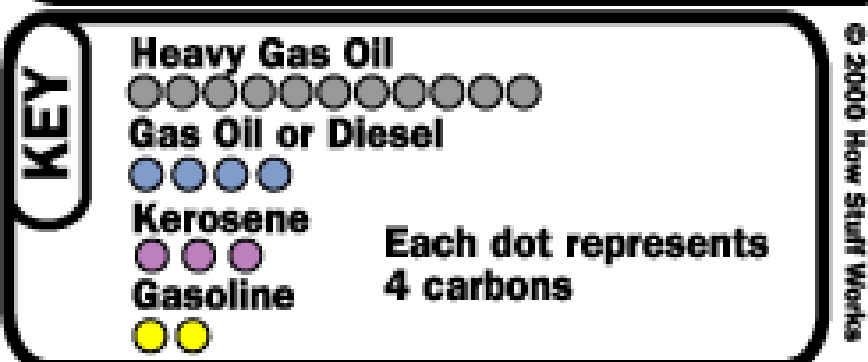 KEY
Heavy Gas Oil
Gas Oil or Diesel
Kerosene
Gasoline
Each dot represents
4 carbons
© 2000 How Stuff Works